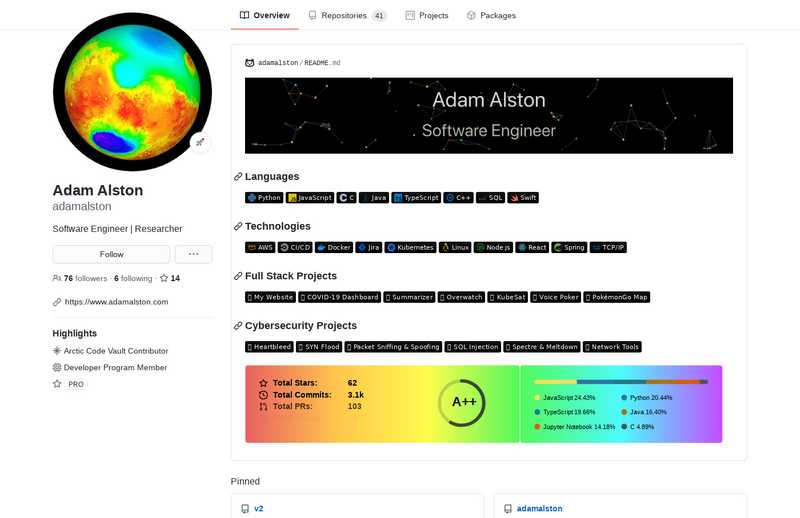 Overview Repositories 41 Projects Packages
adamalston/README.md
Adam Alston
Software Engineer
Adam Alston
adamalston
Software Engineer | Researcher
Follow
76 followers · 6 following · 14
https://www.adamalston.com
Highlights
Arctic Code Vault Contributor
Developer Program Member
PRO
Languages
Python JavaScript C Java TypeScript C++ SQL Swift
Technologies
AWS CI/CD Docker Jira Kubernetes Linux Node js React Spring TCP/IP
Full Stack Projects
My Website COVID-19 Dashboard Summarizer Overwatch KubeSat Voice Poker PokémonGo Map
Cybersecurity Projects
Heartbleed SYN Flood Packet Sniffing & Spoofing SQL Injection Spectre & Meltdown Network Tools
Total Stars: 62
Total Commits: 3.1k
Total PRs: 103
A++
JavaScript 24.43% Python 20.44%
TypeScript 19.66% Java 16.40%
Jupyter Notebook 14.18% C 4.89%
Pinned
v2 adamalston